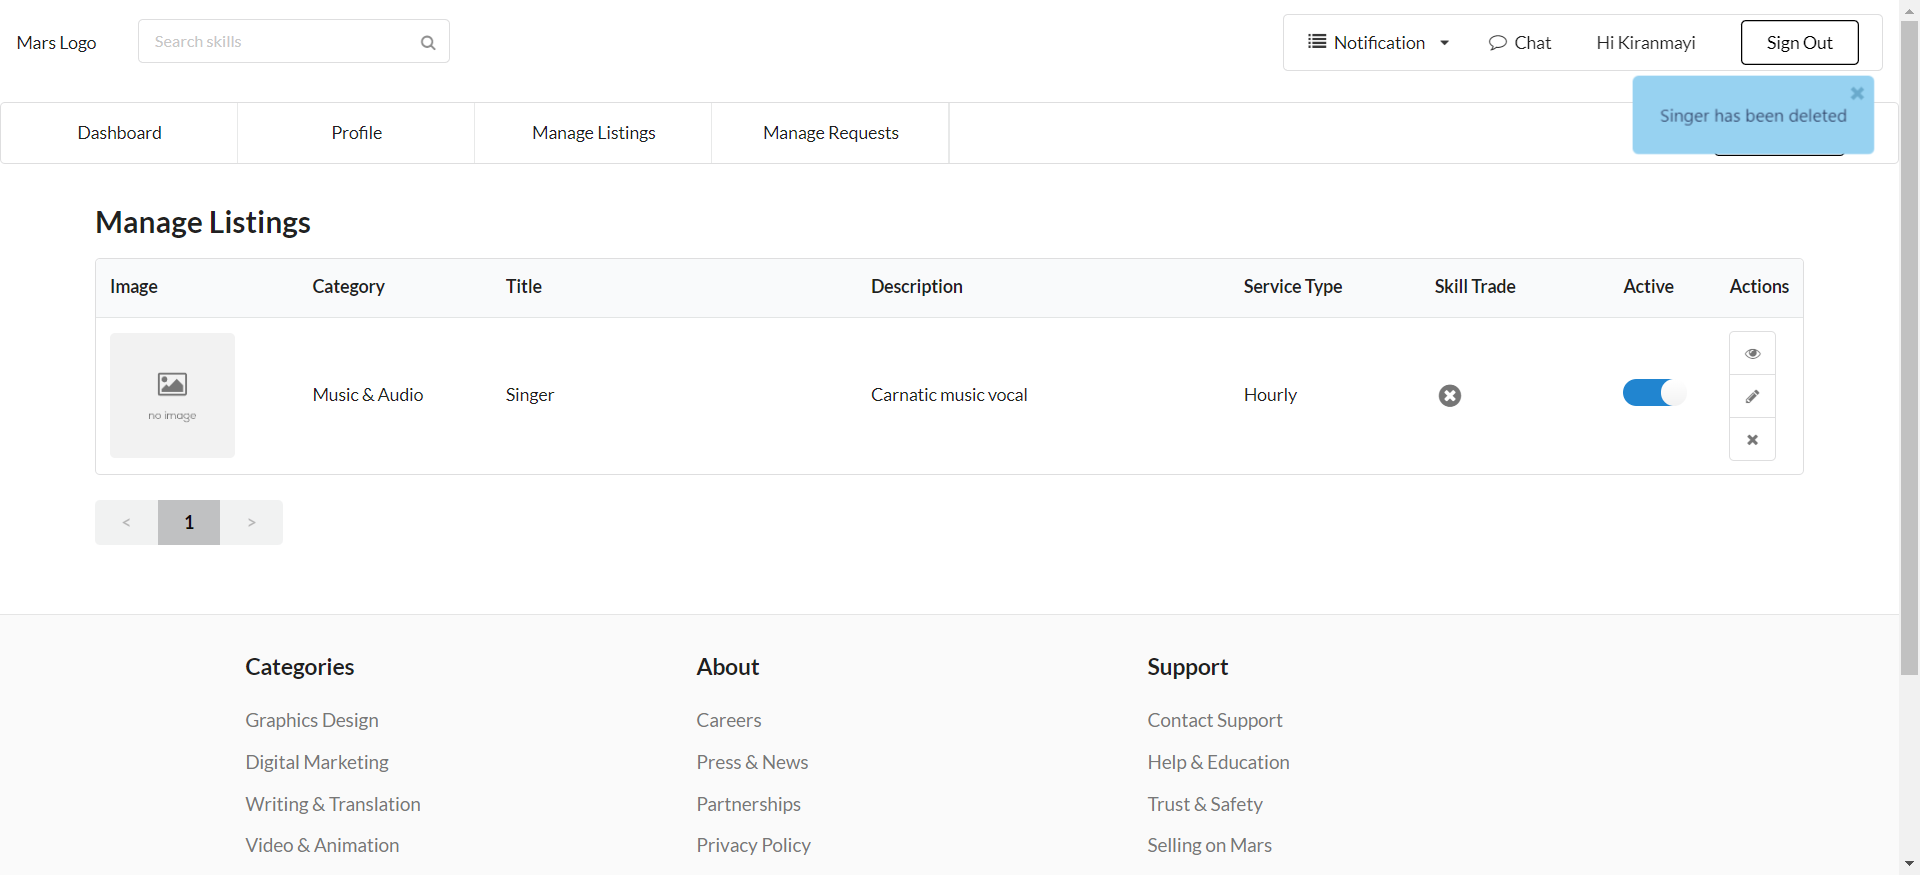 Mars Logo
Search skills
Notification
Chat
Hi Kiranmayi
Sign Out
Singer has been deleted
Dashboard
Profile
Manage Listings
Manage Requests
Manage Listings
Image Category Title Description Service Type Skill Trade Active Actions
no image
Music & Audio Singer Carnatic music vocal Hourly
< 1 >
Categories
Graphics Design
Digital Marketing
Writing & Translation
Video & Animation
About
Careers
Press & News
Partnerships
Privacy Policy
Support
Contact Support
Help & Education
Trust & Safety
Selling on Mars